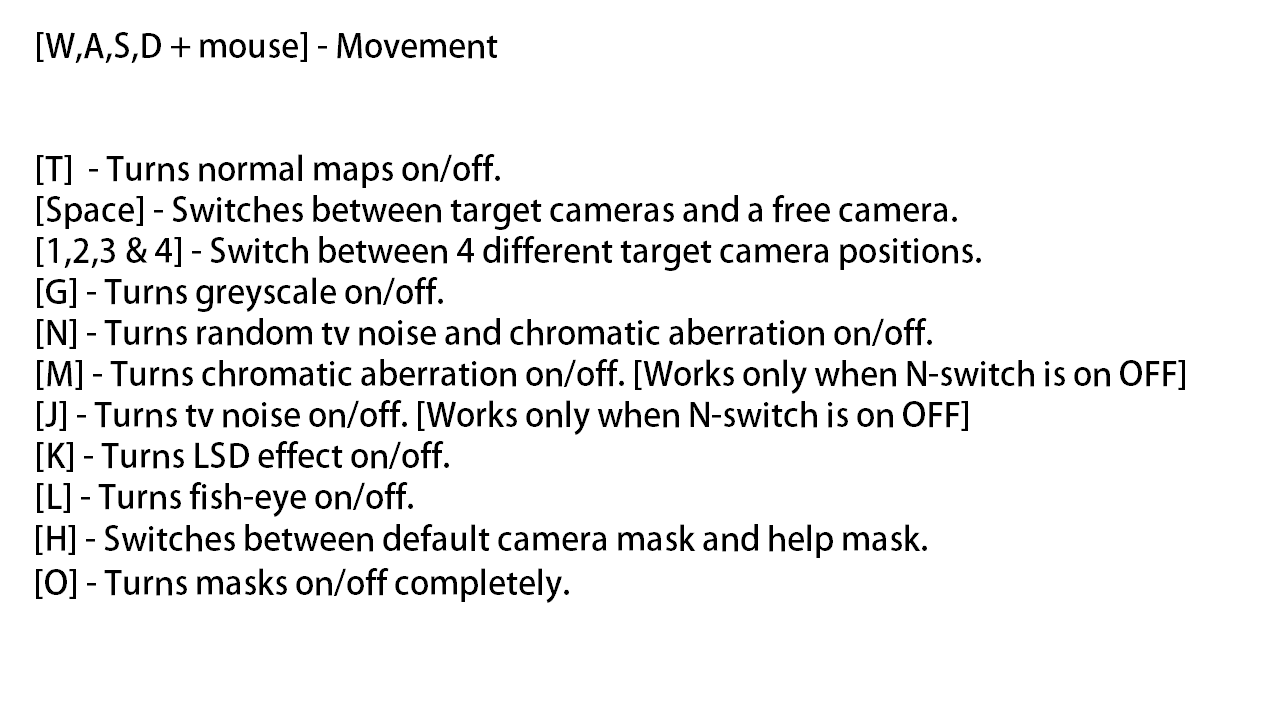 [W,A,S,D + mouse] - Movement
[T]  - Turns normal maps on/off.
[Space] - Switches between target cameras and a free camera.
[1,2,3 & 4] - Switch between 4 different target camera positions.
[G] - Turns greyscale on/off.
[N] - Turns random tv noise and chromatic aberration on/off.
[M] - Turns chromatic aberration on/off. [Works only when N-switch is on OFF]
[J] - Turns tv noise on/off. [Works only when N-switch is on OFF]
[K] - Turns LSD effect on/off.
[L] - Turns fish-eye on/off.
[H] - Switches between default camera mask and help mask.
[O] - Turns masks on/off completely.